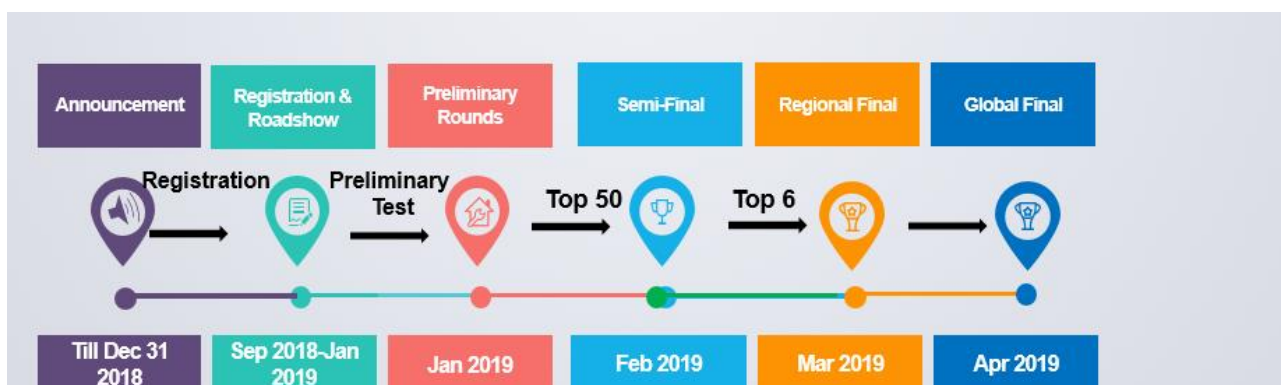 Announcement
Registration &
Roadshow
Preliminary
Rounds
Semi-Final
Regional Final
Global Final
Registration
Preliminary
Test
Top 50
Top 6
Till Dec 31
2018
Sep 2018-Jan
2019
Jan 2019
Feb 2019
Mar 2019
Apr 2019